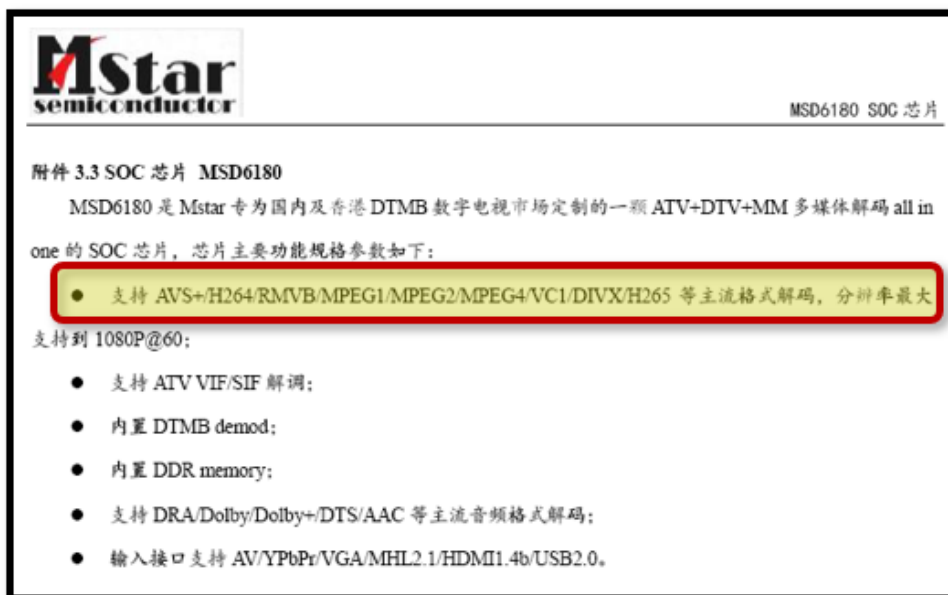 Mstar
semiconductor
MSD6180 SOC 芯片
附件 3.3 SOC 芯片 MSD6180
MSD6180 是 Mstar 专为国内及香港 DTMB 数字电视市场定制的一颗 ATV+DTV+MM 多媒体解码 all in
one 的 SOC 芯片，芯片主要功能规格参数如下：
● 支持 AVS+/H264/RMVB/MPEG1/MPEG2/MPEG4/VC1/DIVX/H265 等主流格式解码，分辨率最大
支持到 1080P@60；
● 支持 ATV VIF/SIF 解调；
● 内置 DTMB demod；
● 内置 DDR memory；
● 支持 DRA/Dolby/Dolby+/DTS/AAC 等主流音频格式解码；
● 输入接口支持 AV/YPbPr/VGA/MHL2.1/HDMI1.4b/USB2.0。